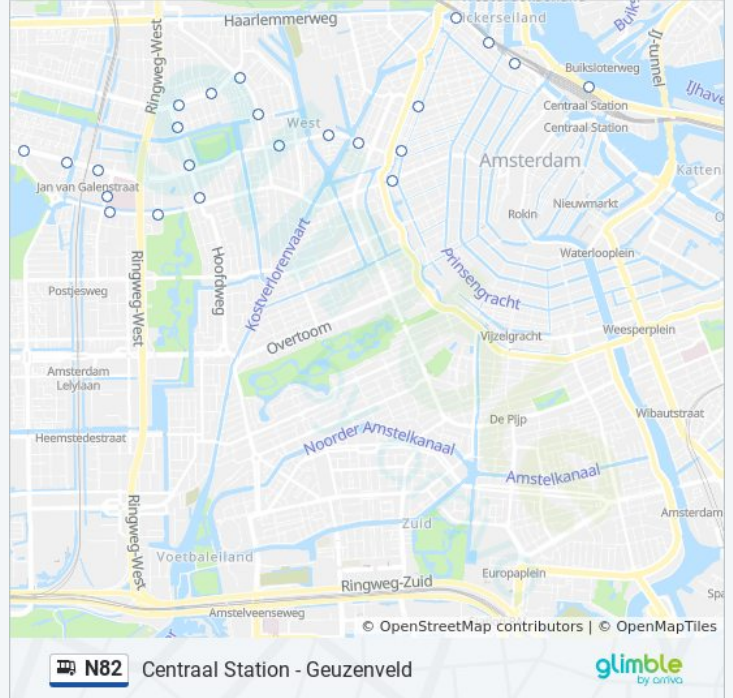 Haarlemmerweg
ckerseiland
Buiks
IJ-tunnel
Ringweg-West
Buiksloterweg
IJhave
Centraal Station
Centraal Station
West
Amsterdam
Katten
Jan van Galenstraat
Nieuwmarkt
Rokin
O
Waterlooplein
Hoofdweg
Kostverlorenvaart
Prinsengracht
Postjesweg
Ringweg-West
Overtoom
Vijzelgracht
Weesperplein
Amsterdam
Lelylaan
De Pijp
Wibautstraat
Heemstedestraat
Noorder Amstelkanaal
Amstelkanaal
Ringweg-West
Amsterdam
Zuid
Voetbaleiland
Europaplein
Ringweg-Zuid
Spa
Amstelveenseweg
© OpenStreetMap contributors | © OpenMapTiles
N82 Centraal Station - Geuzenveld
glimble
by arriva